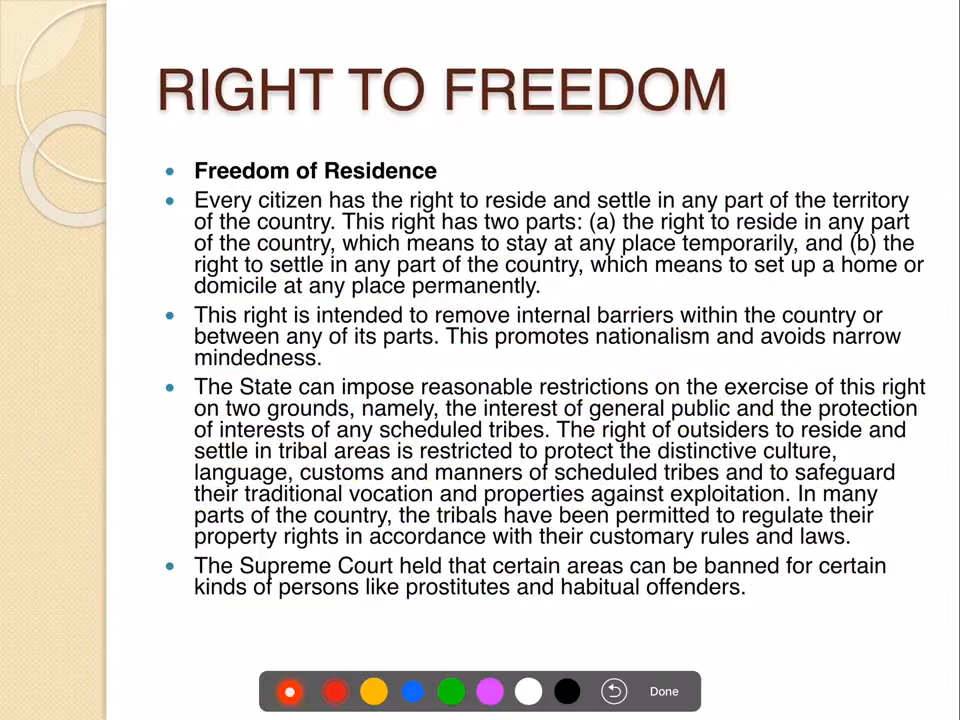 RIGHT TO FREEDOM
• Freedom of Residence
• Every citizen has the right to reside and settle in any part of the territory
of the country. This right has two parts: (a) the right to reside in any part
of the country, which means to stay at any place temporarily, and (b) the
right to settle in any part of the country, which means to set up a home or
domicile at any place permanently.
• This right is intended to remove internal barriers within the country or
between any of its parts. This promotes nationalism and avoids narrow
mindedness.
• The State can impose reasonable restrictions on the exercise of this right
on two grounds, namely, the interest of general public and the protection
of interests of any scheduled tribes. The right of outsiders to reside and
settle in tribal areas is restricted to protect the distinctive culture,
language, customs and manners of scheduled tribes and to safeguard
their traditional vocation and properties against exploitation. In many
parts of the country, the tribals have been permitted to regulate their
property rights in accordance with their customary rules and laws.
• The Supreme Court held that certain areas can be banned for certain
kinds of persons like prostitutes and habitual offenders.
Done